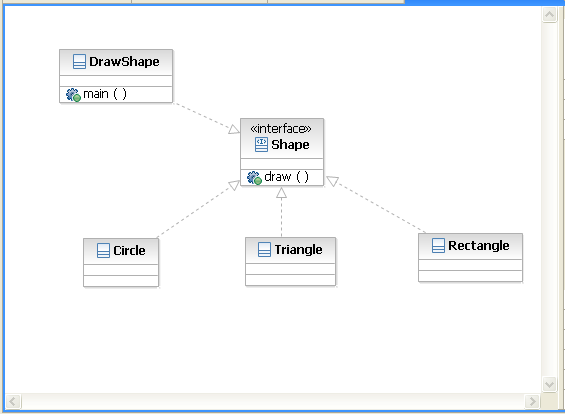 DrawShape
main ( )
«interface»
Shape
draw ( )
Circle
Triangle
Rectangle